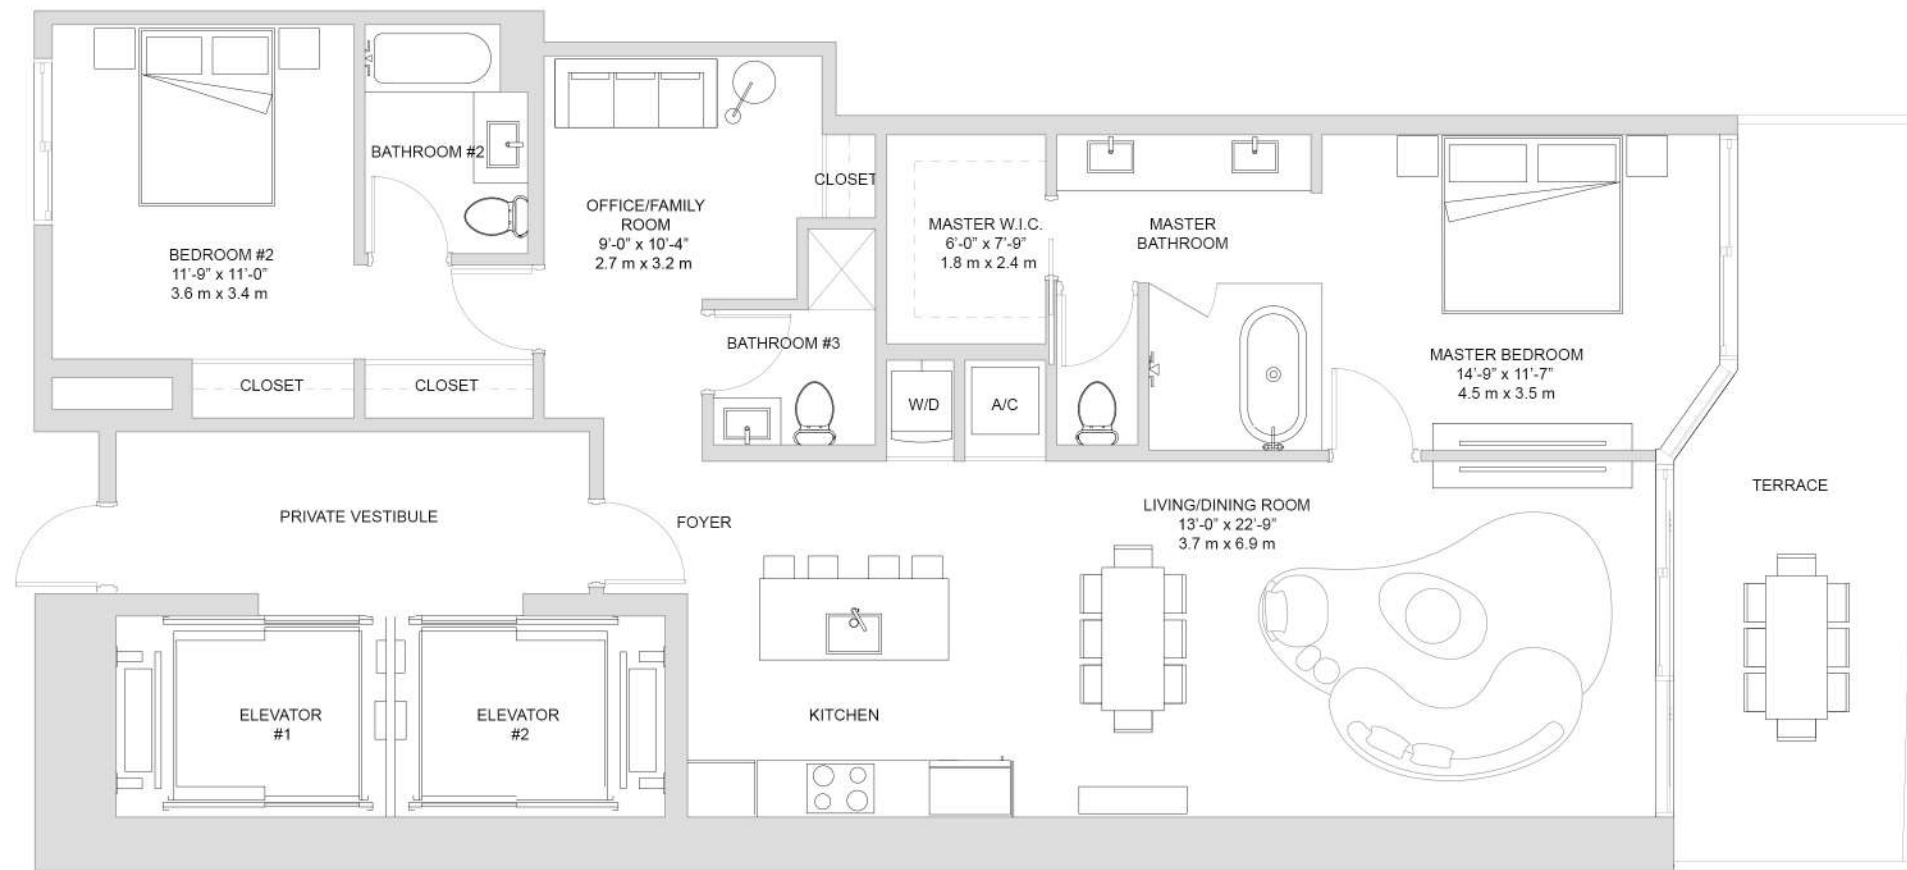 BATHROOM #2
CLOSET
OFFICE/FAMILY
ROOM
9'-0” x 10'-4”
2.7 m x 3.2 m
MASTER W.I.C.
6'-0” x 7'-9”
1.8 m x 2.4 m
MASTER
BATHROOM
BEDROOM #2
11'-9” x 11'-0”
3.6 m x 3.4 m
BATHROOM #3
MASTER BEDROOM
14'-9” x 11'-7”
4.5 m x 3.5 m
CLOSET
CLOSET
W/D
A/C
TERRACE
PRIVATE VESTIBULE
FOYER
LIVING/DINING ROOM
13'-0” x 22'-9”
3.7 m x 6.9 m
ELEVATOR
#1
ELEVATOR
#2
KITCHEN